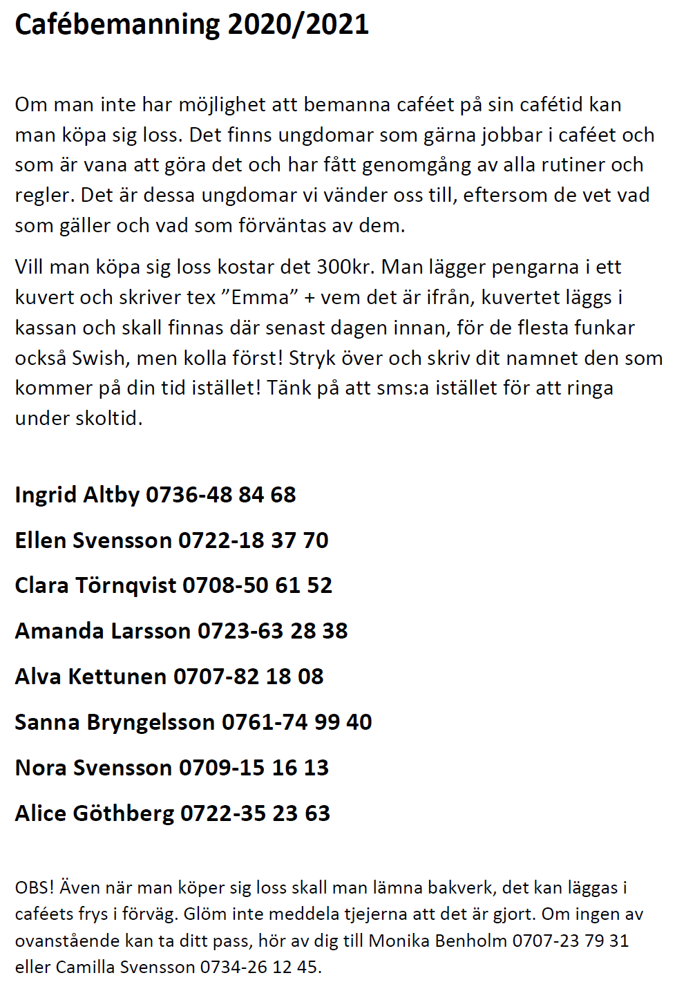 Cafébemanning 2020/2021
Om man inte har möjlighet att bemanna caféet på sin cafétid kan
man köpa sig loss. Det finns ungdomar som gärna jobbar i caféet och
som är vana att göra det och har fått genomgång av alla rutiner och
regler. Det är dessa ungdomar vi vänder oss till, eftersom de vet vad
som gäller och vad som förväntas av dem.
Vill man köpa sig loss kostar det 300kr. Man lägger pengarna i ett
kuvert och skriver tex ”Emma” + vem det är ifrån, kuvertet läggs i
kassan och skall finnas där senast dagen innan, för de flesta funkar
också Swish, men kolla först! Stryk över och skriv dit namnet den som
kommer på din tid istället! Tänk på att sms:a istället för att ringa
under skoltid.
Ingrid Altby 0736-48 84 68
Ellen Svensson 0722-18 37 70
Clara Törnqvist 0708-50 61 52
Amanda Larsson 0723-63 28 38
Alva Kettunen 0707-82 18 08
Sanna Bryngelsson 0761-74 99 40
Nora Svensson 0709-15 16 13
Alice Göthberg 0722-35 23 63
OBS! Även när man köper sig loss skall man lämna bakverk, det kan läggas i
caféets frys i förväg. Glöm inte meddela tjejerna att det är gjort. Om ingen av
ovanstående kan ta ditt pass, hör av dig till Monika Benholm 0707-23 79 31
eller Camilla Svensson 0734-26 12 45.